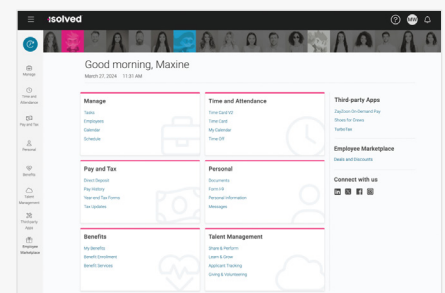 isolved
MW
Good morning, Maxine
March 27, 2024 11:31 AM
Manage
Time and Attendance
Pay and Tax
Personal
Benefits
Talent Management
Third-party Apps
Employee Marketplace
Manage
Tasks
Employees
Calendar
Schedule
Time and Attendance
Time Card V2
Time Card
My Calendar
Time Off
Pay and Tax
Direct Deposit
Pay History
Year-end Tax Forms
Tax Updates
Personal
Documents
Form I-9
Personal Information
Messages
Benefits
My Benefits
Benefit Enrollment
Benefit Services
Talent Management
Share & Perform
Learn & Grow
Applicant Tracking
Giving & Volunteering
Third-party Apps
ZayZoon On-Demand Pay
Shoes for Crews
Employee Marketplace
Deals and Discounts
Connect with us